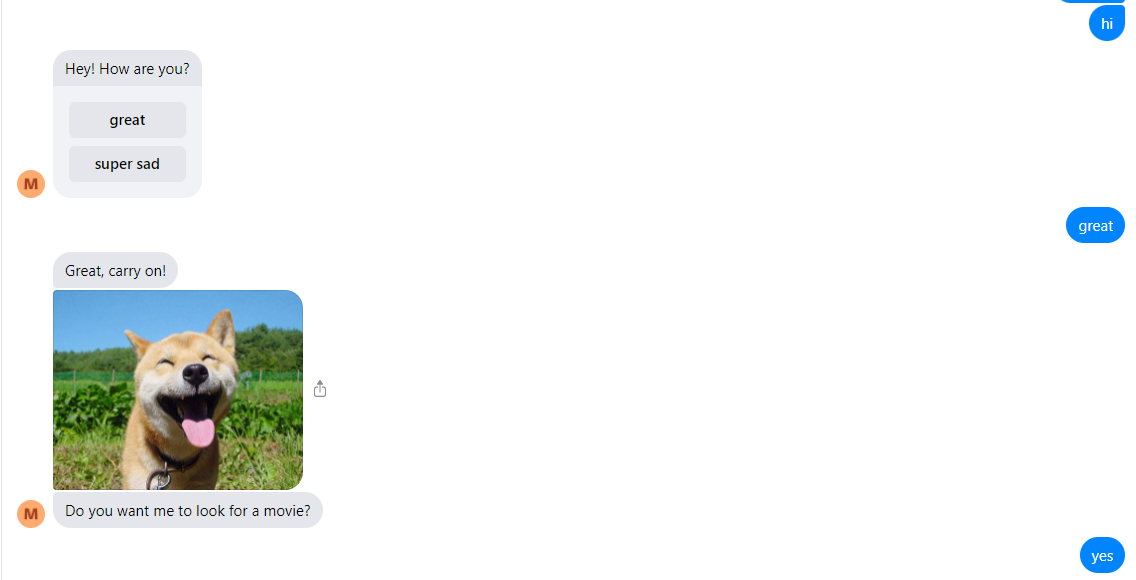 hi
Hey! How are you?
great
super sad
M
great
Great, carry on!
Do you want me to look for a movie?
M
yes